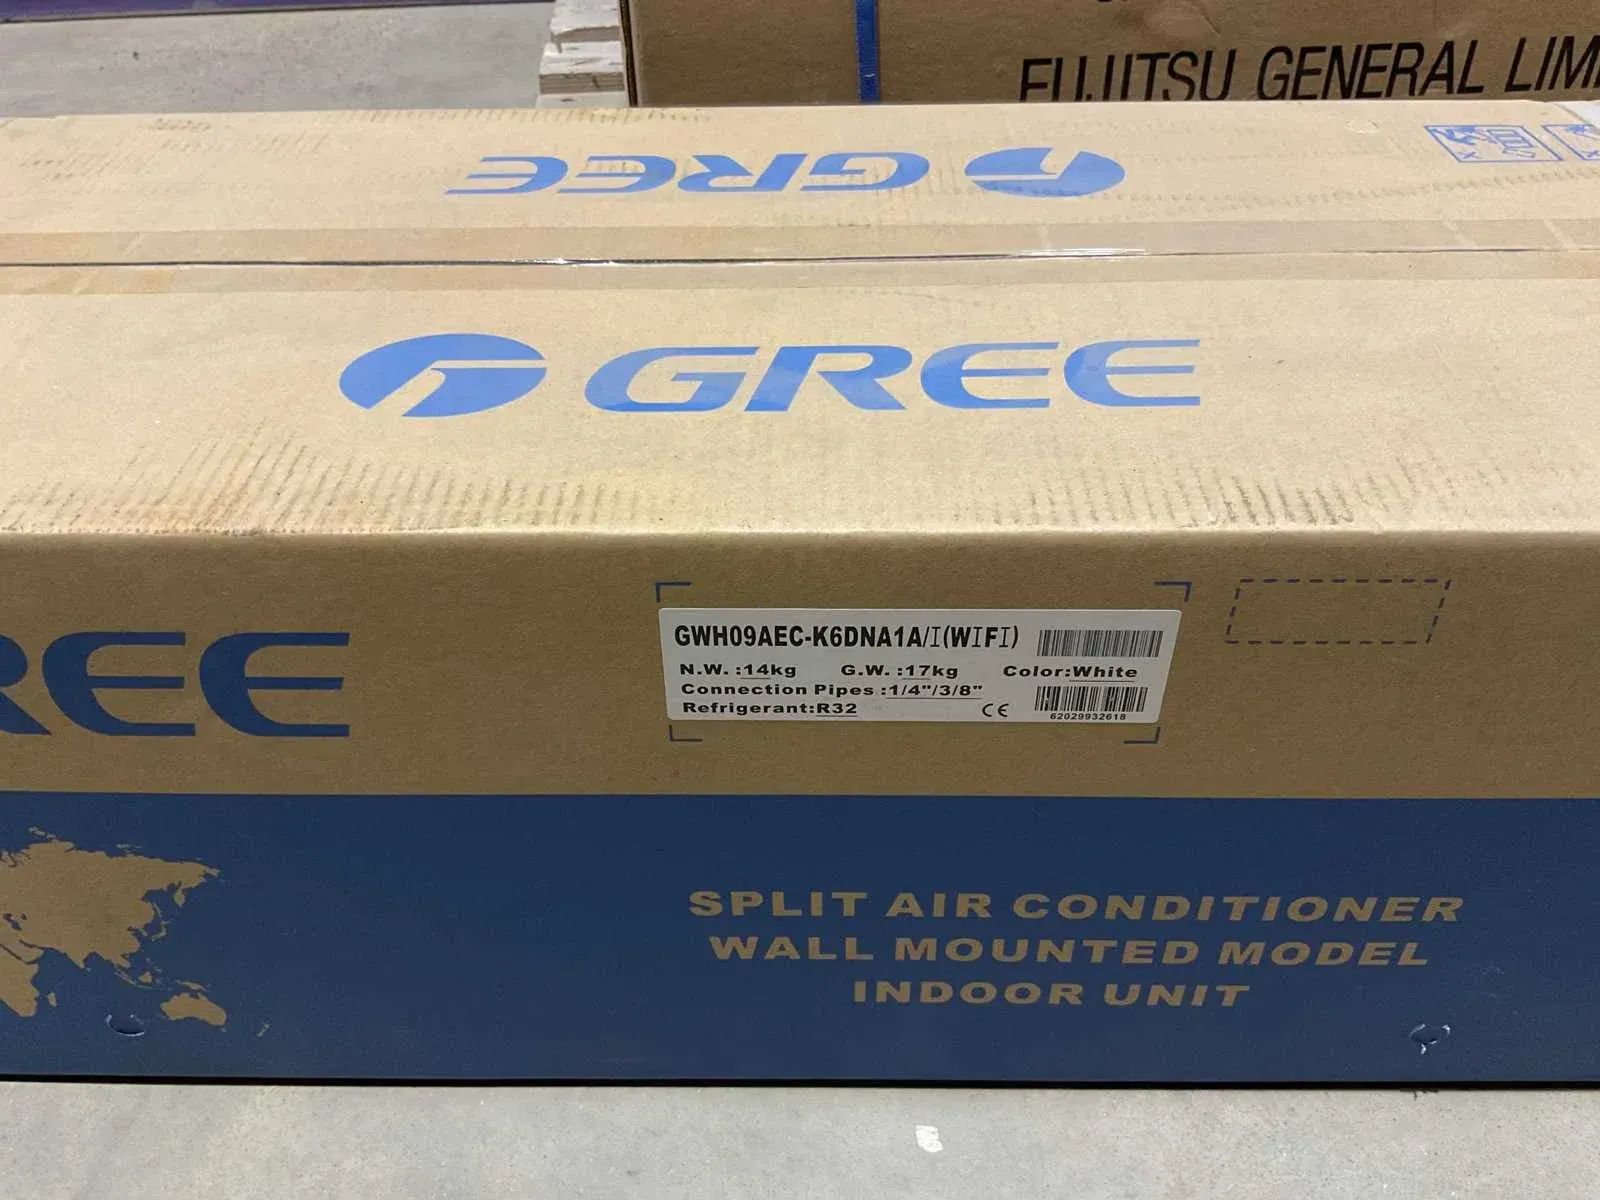 FUJITSU GENERAL LIM
GREE
GREE
REE
GWH09AEC-K6DNA1A/I(WIFI)
N.W. :14kg G.W. :17kg Color:White
Connection Pipes :1/4"/3/8"
Refrigerant:R32 CE
62029932618
SPLIT AIR CONDITIONER
WALL MOUNTED MODEL
INDOOR UNIT